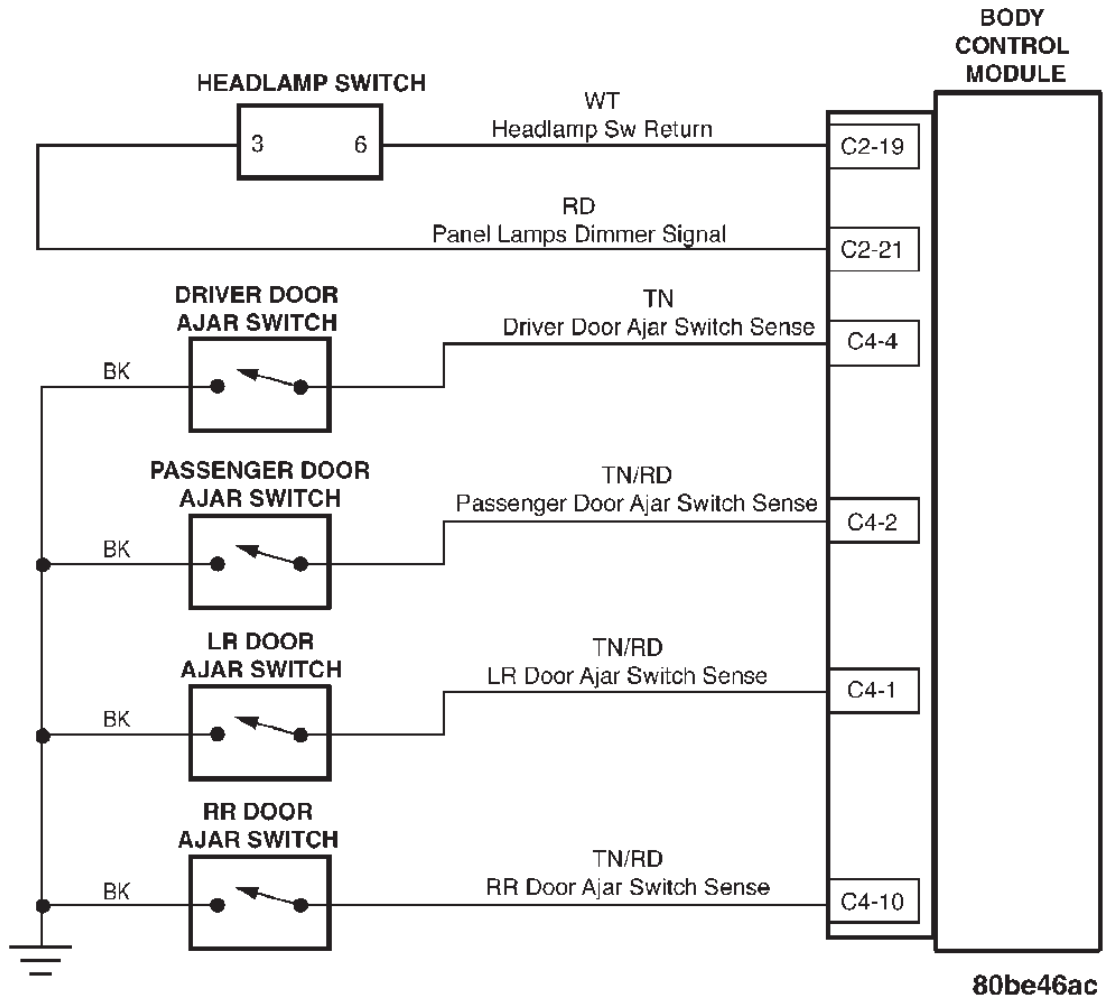 BODY
CONTROL
MODULE
HEADLAMP SWITCH
3
6
WT
Headlamp Sw Return
C2-19
RD
Panel Lamps Dimmer Signal
C2-21
DRIVER DOOR
AJAR SWITCH
BK
TN
Driver Door Ajar Switch Sense
C4-4
PASSENGER DOOR
AJAR SWITCH
BK
TN/RD
Passenger Door Ajar Switch Sense
C4-2
LR DOOR
AJAR SWITCH
BK
TN/RD
LR Door Ajar Switch Sense
C4-1
RR DOOR
AJAR SWITCH
BK
TN/RD
RR Door Ajar Switch Sense
C4-10
80be46ac